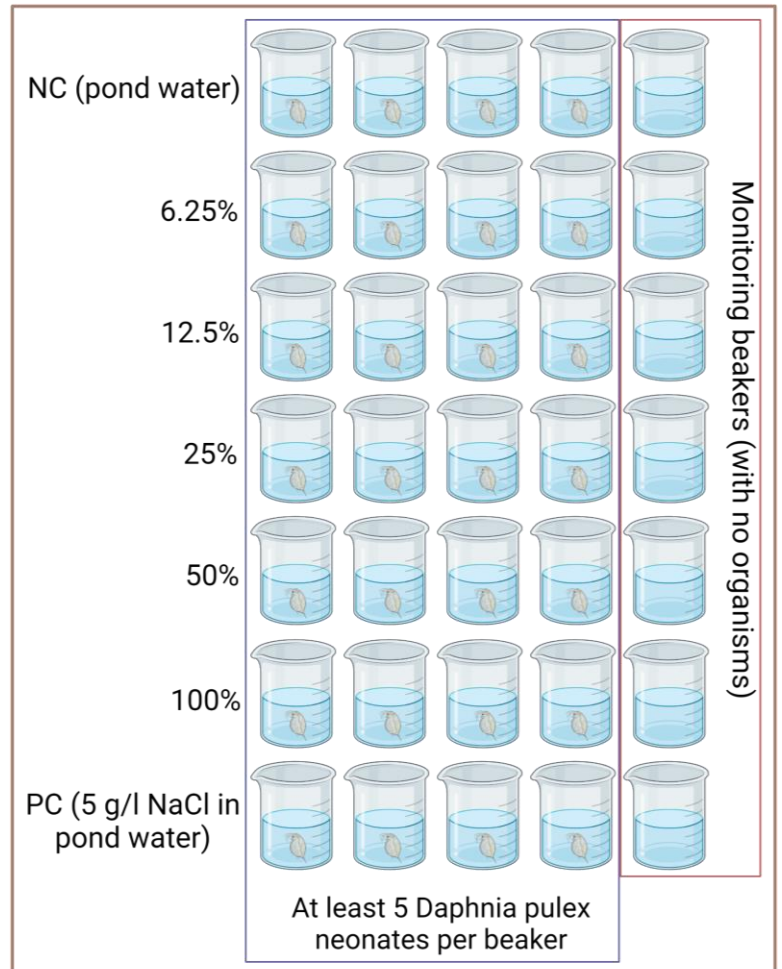 NC (pond water)
6.25%
12.5%
25%
50%
100%
PC (5 g/l NaCl in
pond water)
Monitoring beakers (with no organisms)
At least 5 Daphnia pulex
neonates per beaker